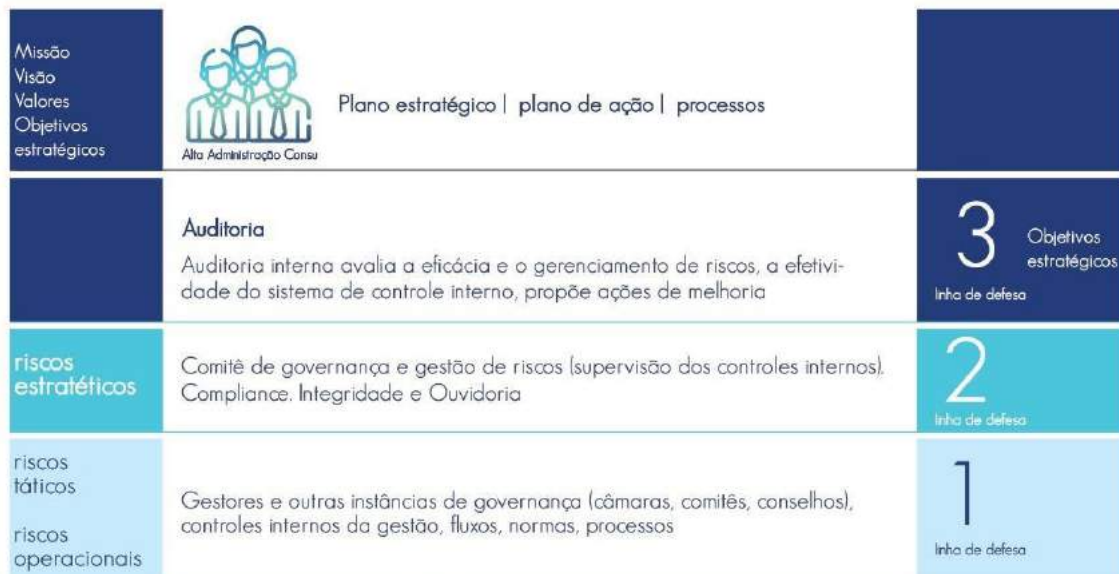 Missão
Visão
Valores
Objetivos
estratégicos
Alta Administração Consu
Plano estratégico | plano de ação | processos
Auditoria
Auditoria interna avalia a eficácia e o gerenciamento de riscos, a efetivi-
dade do sistema de controle interno, propõe ações de melhoria
3
linha de defesa
Objetivos
estratégicos
riscos
estratéticos
Comitê de governança e gestão de riscos (supervisão dos controles internos).
Compliance. Integridade e Ouvidoria
2
linha de defesa
riscos
táticos
riscos
operacionais
Gestores e outras instâncias de governança (câmaras, comitês, conselhos),
controles internos da gestão, fluxos, normas, processos
1
linha de defesa